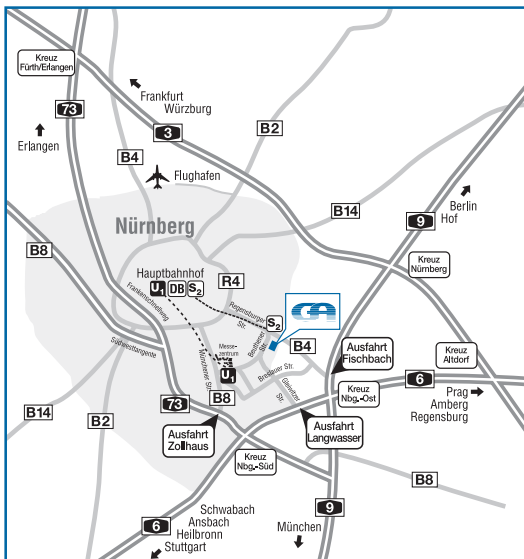 Kreuz
Fürth/Erlangen
73
Frankfurt
Würzburg
3
B2
Erlangen
B4
Flughafen
B14
Berlin
Hof
9
Nürnberg
B8
Kreuz
Nürnberg
Hauptbahnhof
U1
DB
S2
R4
Frankenschnellweg
Regensburger
Str.
S2
GA
Beuthener
Str.
B4
Südwesttangente
Münchener Str.
Messe-
zentrum
U1
Breslauer Str.
Gleiwitzer
Str.
Ausfahrt
Fischbach
Kreuz
Altdorf
6
Kreuz
Nbg.-Ost
Prag
Amberg
Regensburg
B14
B2
73
B8
Ausfahrt
Zollhaus
Ausfahrt
Langwasser
Kreuz
Nbg.-Süd
B8
6
Schwabach
Ansbach
Heilbronn
Stuttgart
München
9